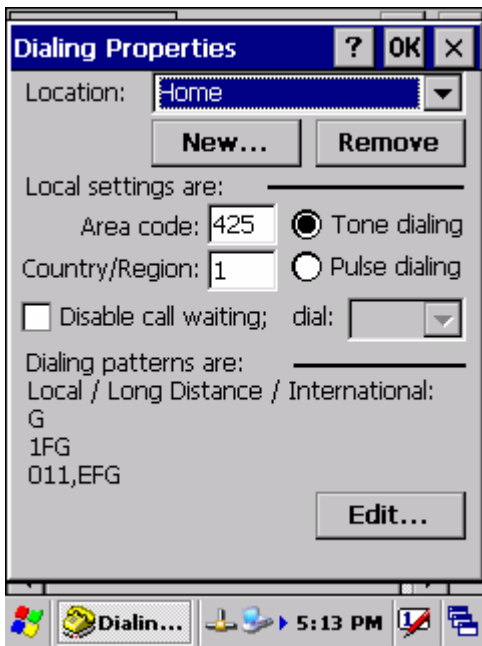 Dialing Properties ? OK ×
Location: Home
New... Remove
Local settings are:
Area code: 425 Tone dialing
Country/Region: 1 Pulse dialing
Disable call waiting; dial:
Dialing patterns are:
Local / Long Distance / International:
G
1FG
011,EFG
Edit...
Dialin... 5:13 PM